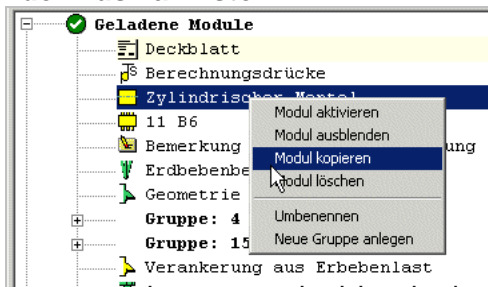 Geladene Module
Deckblatt
Berechnungsdrücke
Zylindrischer Mantel
11 B6
Bemerkung
ung
Erdbebenbe
Geometrie
Gruppe: 4
Gruppe: 15
Verankerung aus Erbebenlast
Modul aktivieren
Modul ausblenden
Modul kopieren
Modul löschen
Umbenennen
Neue Gruppe anlegen